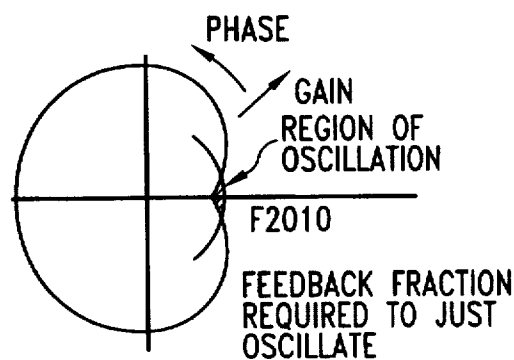 PHASE
GAIN
REGION OF
OSCILLATION
F2010
FEEDBACK FRACTION
REQUIRED TO JUST
OSCILLATE